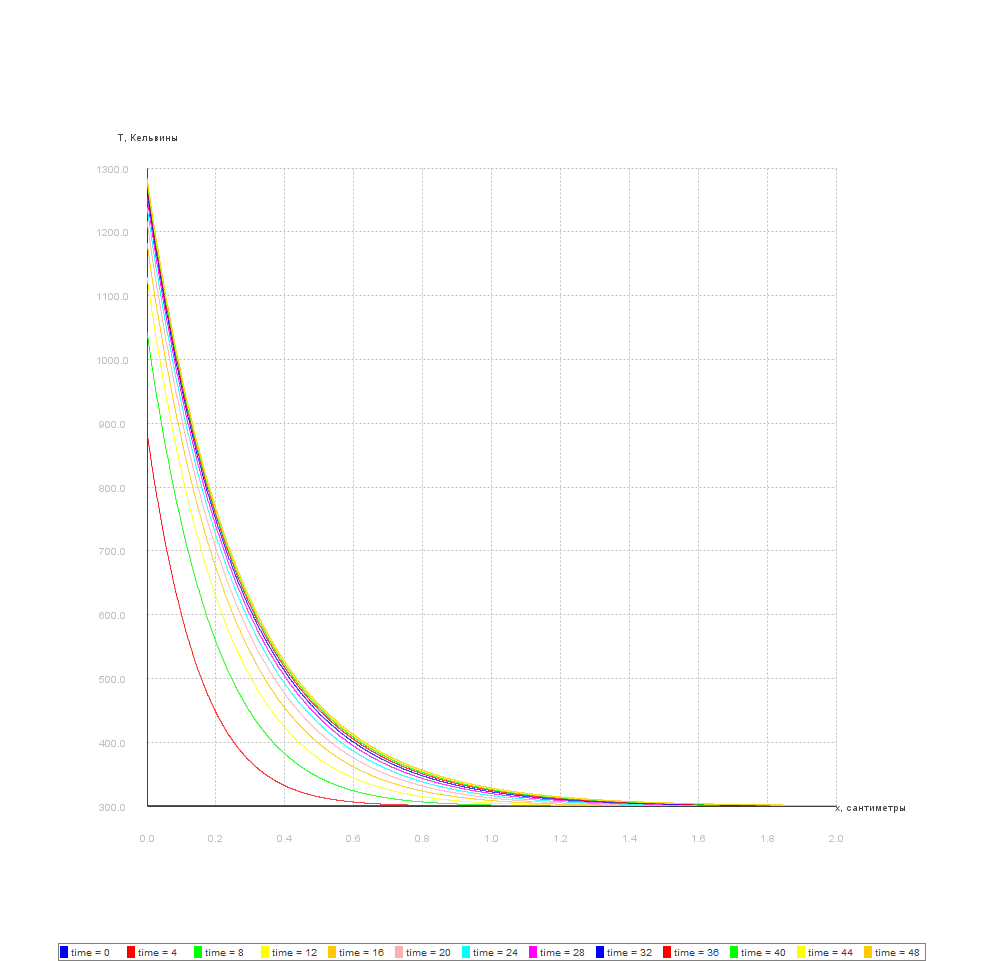 T, Кельвины
1300.0
1200.0
1100.0
1000.0
900.0
800.0
700.0
600.0
500.0
400.0
300.0
x, сантиметры
0.0 0.2 0.4 0.6 0.8 1.0 1.2 1.4 1.6 1.8 2.0
time = 0 time = 4 time = 8 time = 12 time = 16 time = 20 time = 24 time = 28 time = 32 time = 36 time = 40 time = 44 time = 48